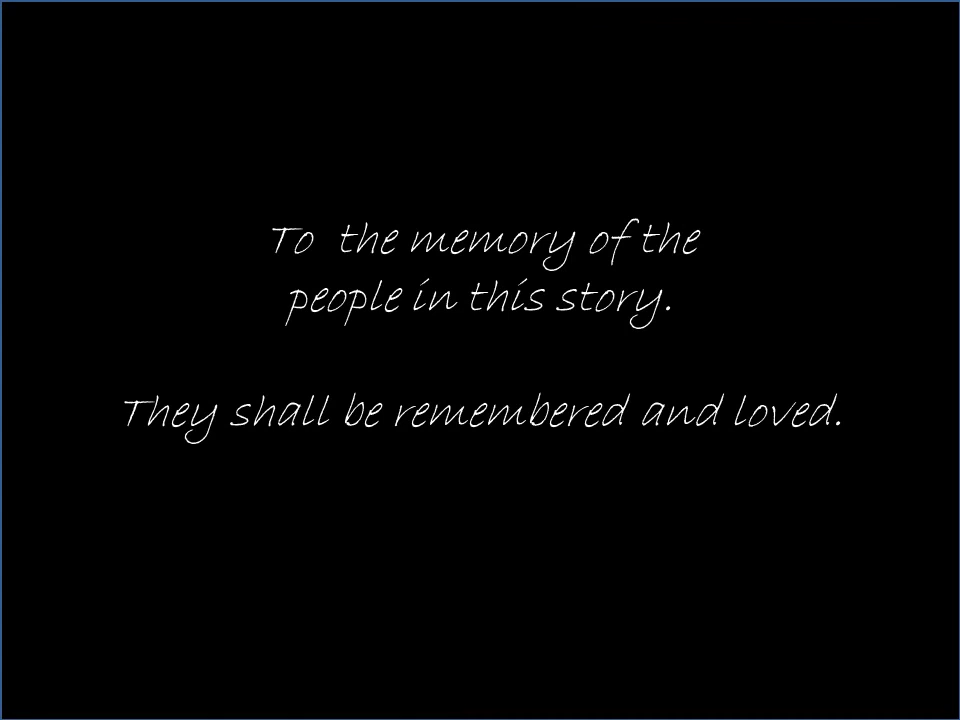 To the memory of the
people in this story.
They shall be remembered and loved.